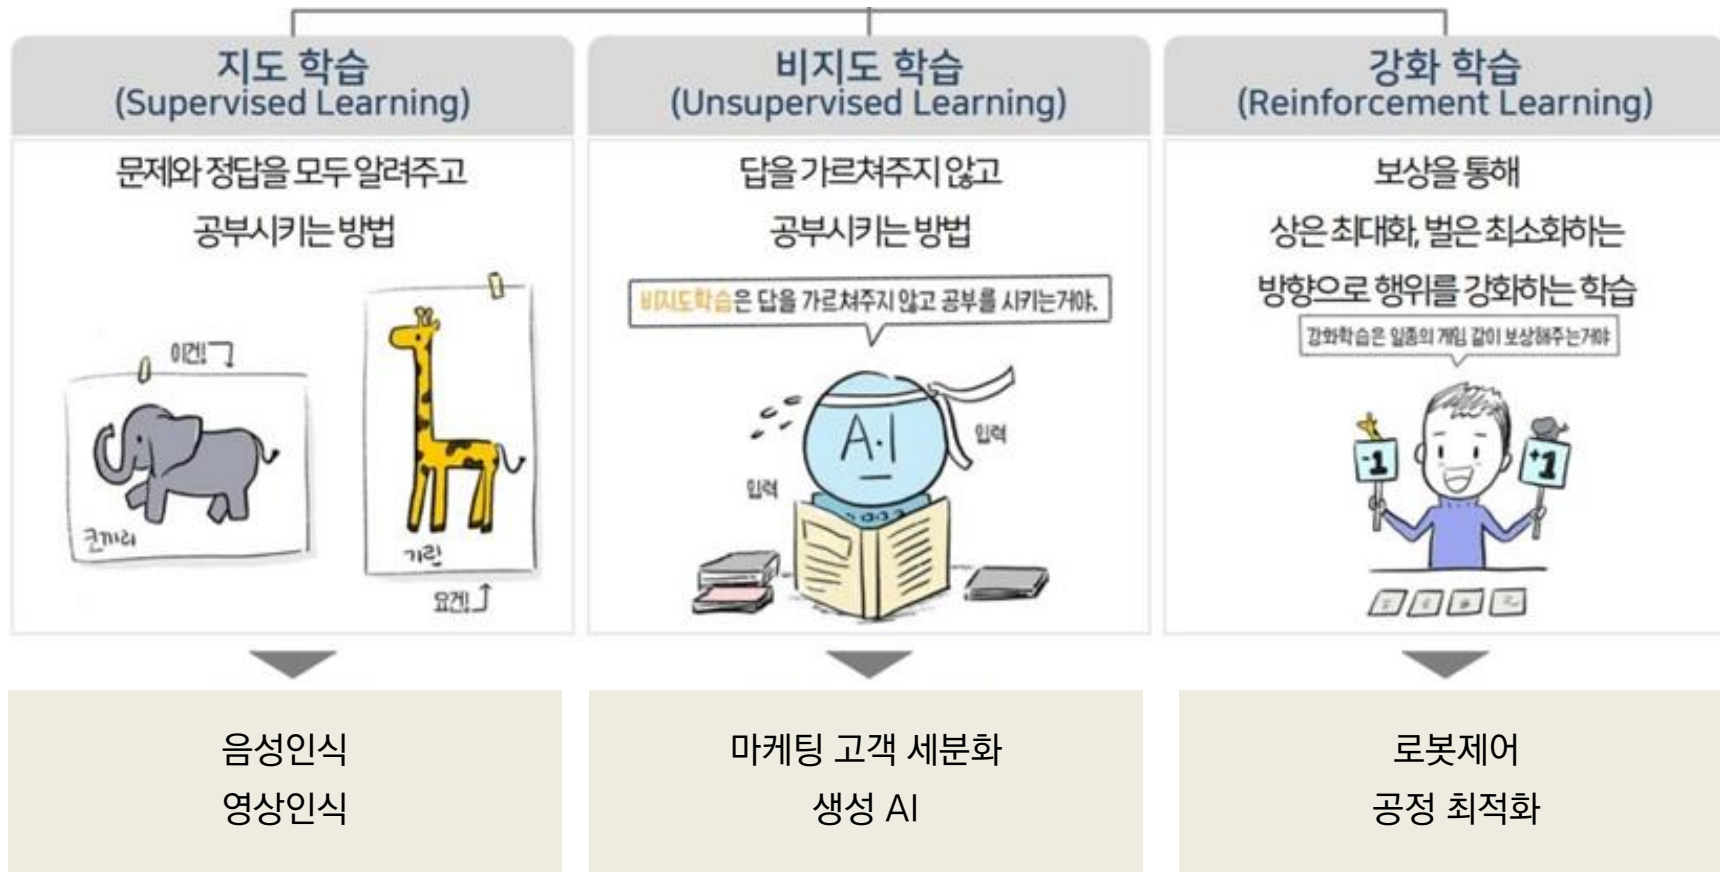 지도 학습
(Supervised Learning)
문제와 정답을 모두 알려주고
공부시키는 방법
이건!
코끼리
기린
요건!
음성인식
영상인식
비지도 학습
(Unsupervised Learning)
답을 가르쳐주지 않고
공부시키는 방법
비지도학습은 답을 가르쳐주지 않고 공부를 시키는거야.
A.I
입력
입력
마케팅 고객 세분화
생성 AI
강화 학습
(Reinforcement Learning)
보상을 통해
상은 최대화, 벌은 최소화하는
방향으로 행위를 강화하는 학습
강화학습은 일종의 게임 같이 보상해주는거야
-1
+1
로봇제어
공정 최적화